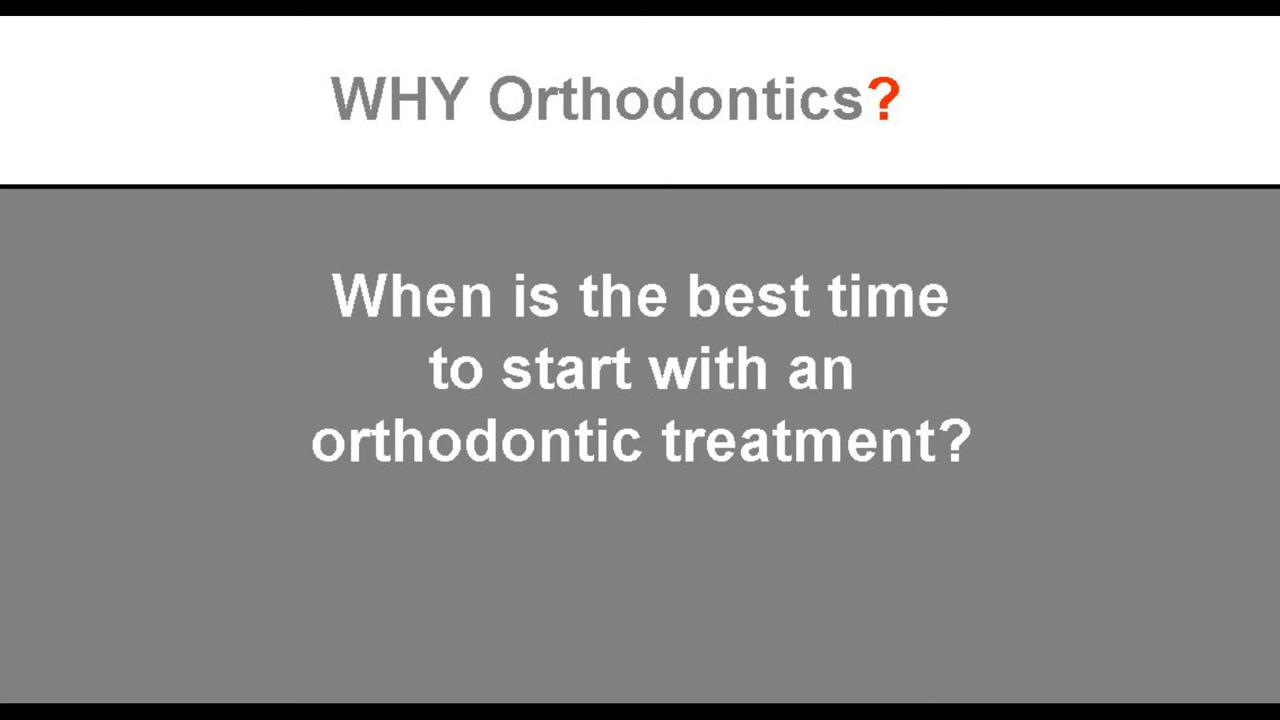 WHY Orthodontics?
When is the best time
to start with an
orthodontic treatment?